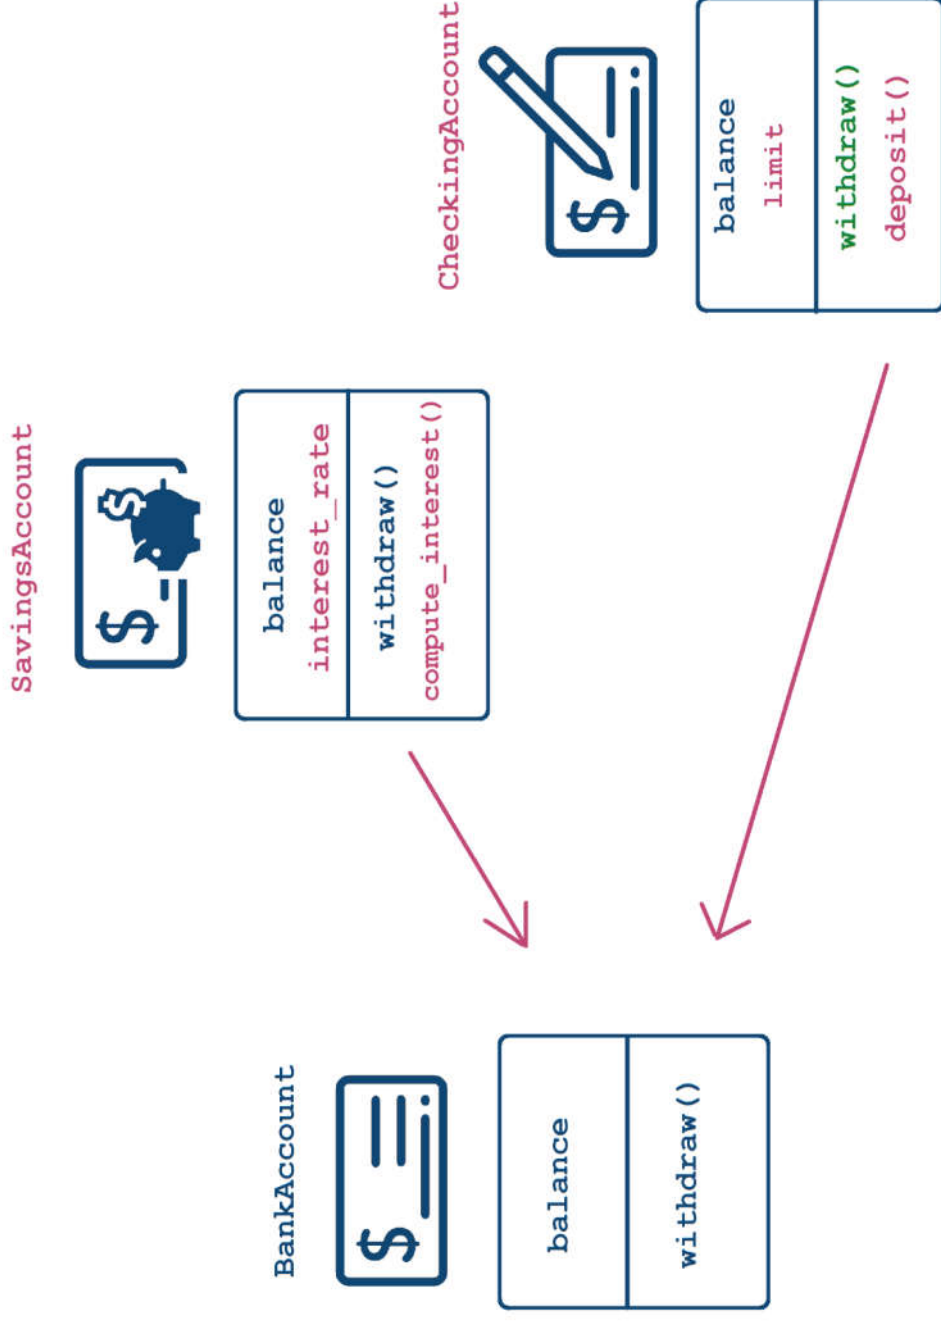 BankAccount
$
balance
withdraw()
SavingsAccount
$
$
balance
interest_rate
withdraw()
compute_interest()
CheckingAccount
$
balance
limit
withdraw()
deposit()